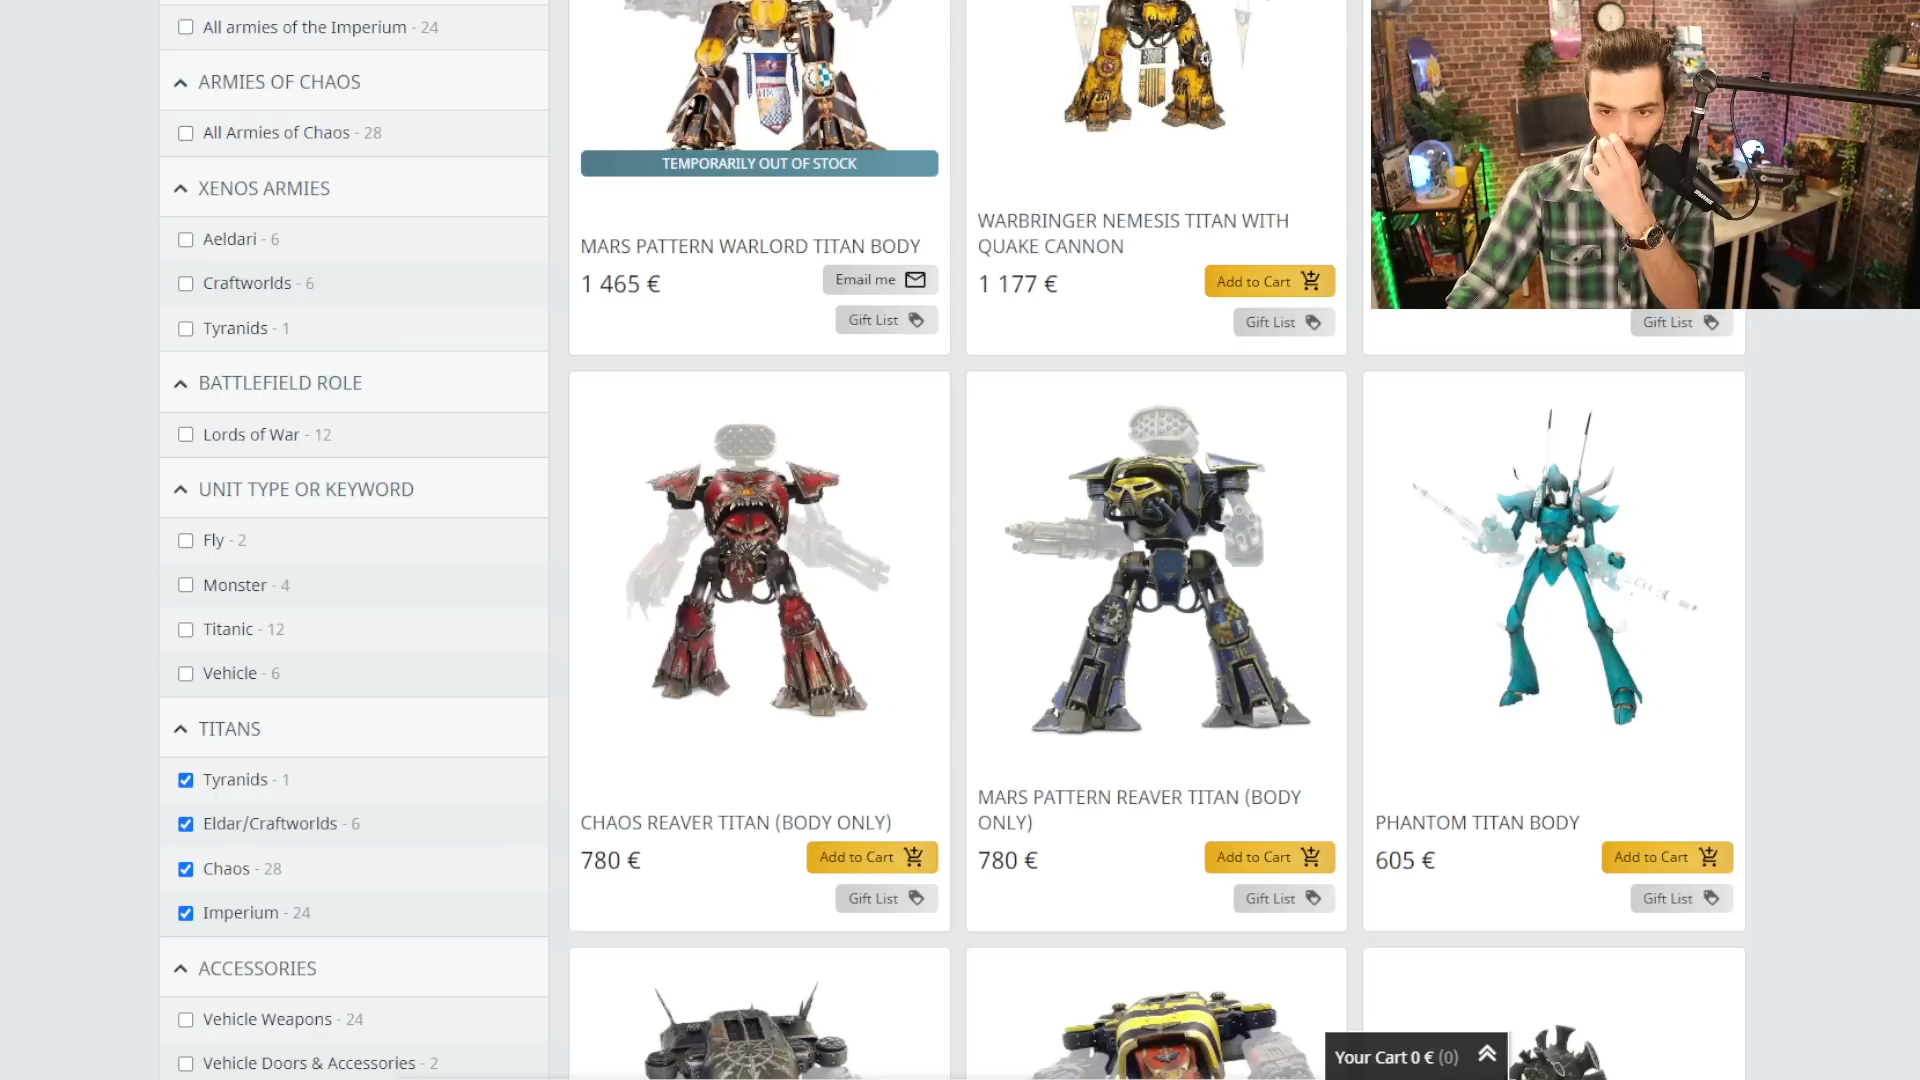 All armies of the Imperium - 24
ARMIES OF CHAOS
All Armies of Chaos - 28
XENOS ARMIES
Aeldari - 6
Craftworlds - 6
Tyranids - 1
BATTLEFIELD ROLE
Lords of War - 12
UNIT TYPE OR KEYWORD
Fly - 2
Monster - 4
Titanic - 12
Vehicle - 6
TITANS
Tyranids - 1
Eldar/Craftworlds - 6
Chaos - 28
Imperium - 24
ACCESSORIES
Vehicle Weapons - 24
Vehicle Doors & Accessories - 2
TEMPORARILY OUT OF STOCK
MARS PATTERN WARLORD TITAN BODY
1 465 €
Email me
Gift List
WARBRINGER NEMESIS TITAN WITH
QUAKE CANNON
1 177 €
Add to Cart
Gift List
Gift List
CHAOS REAVER TITAN (BODY ONLY)
780 €
Add to Cart
Gift List
MARS PATTERN REAVER TITAN (BODY
ONLY)
780 €
Add to Cart
Gift List
PHANTOM TITAN BODY
605 €
Add to Cart
Gift List
Your Cart 0 € (0)